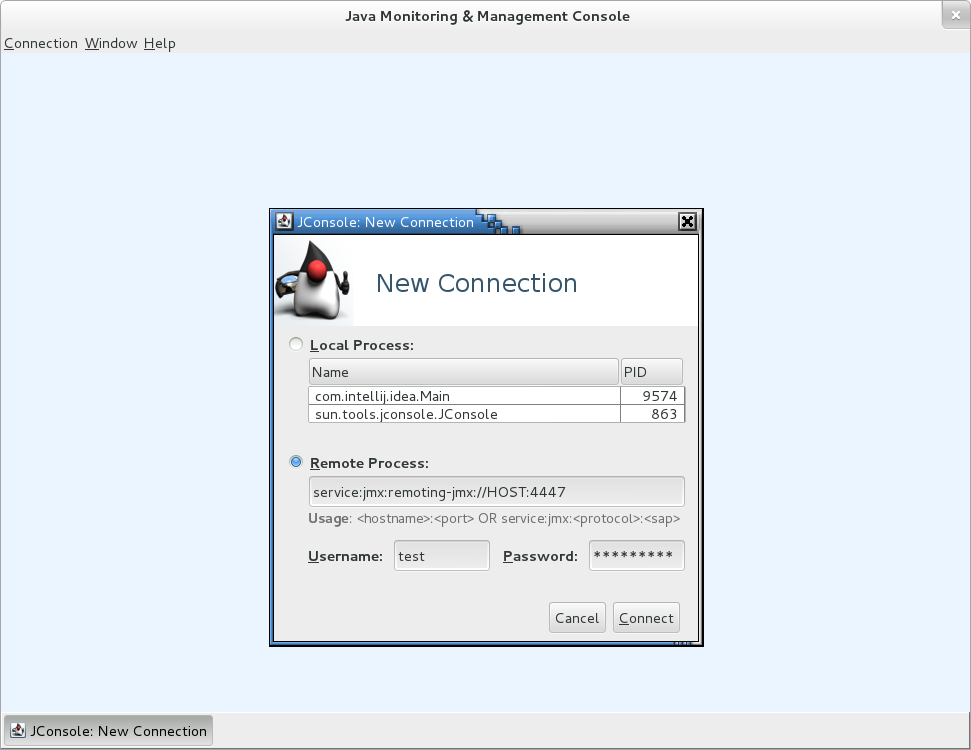 Java Monitoring & Management Console
Connection Window Help
JConsole: New Connection
New Connection
Local Process:
Name PID
com.intellij.idea.Main 9574
sun.tools.jconsole.JConsole 863
Remote Process:
service:jmx:remoting-jmx://HOST:4447
Usage: <hostname>:<port> OR service:jmx:<protocol>:<sap>
Username: test Password: *********
Cancel Connect
JConsole: New Connection